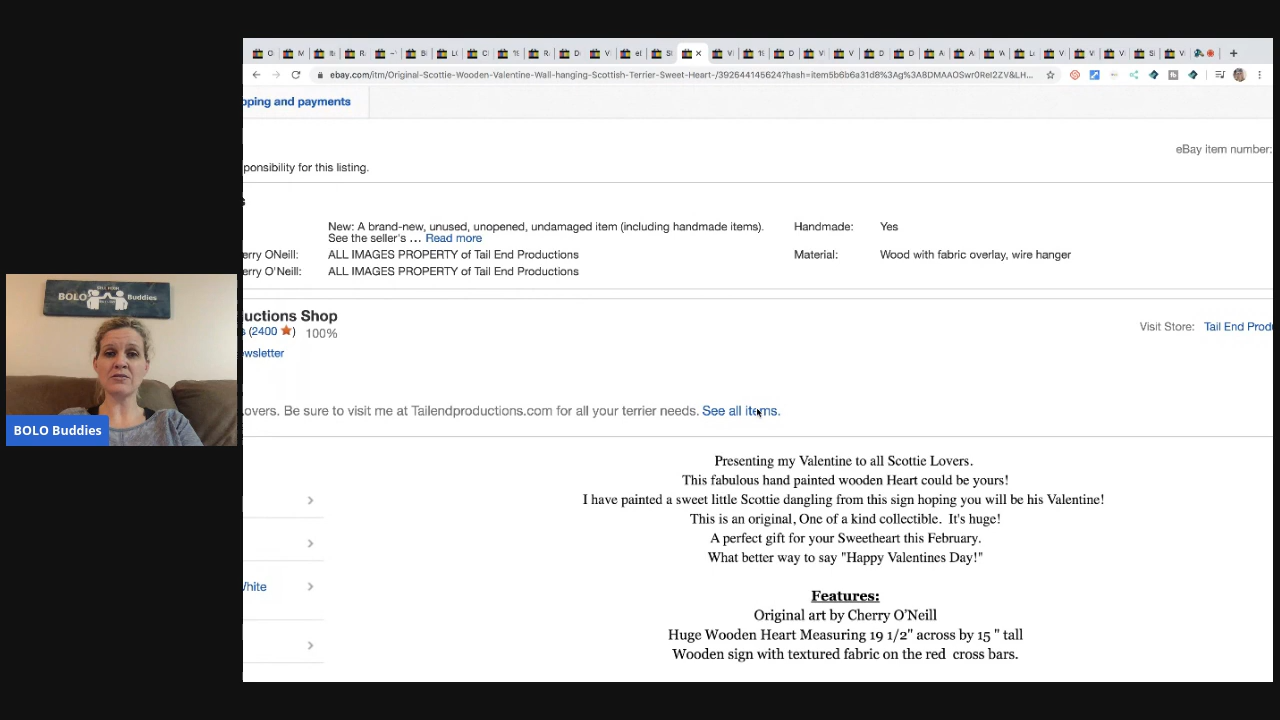 ebay.com/itm/Original-Scottie-Wooden-Valentine-Wall-hanging-Scottish-Terrier-Sweet-Heart-/392644156247?hash=item5b6b6a31d8%3Ag%3A8DMAAOSwr0ReI2ZV&LH...
pping and payments
eBay item number:
ponsibility for this listing.
New: A brand-new, unused, unopened, undamaged item (including handmade items).
See the seller's ... Read more
Handmade: Yes
erry ONeill: ALL IMAGES PROPERTY of Tail End Productions
Material: Wood with fabric overlay, wire hanger
erry O'Neill: ALL IMAGES PROPERTY of Tail End Productions
uctions Shop
(2400 ) 100%
Visit Store: Tail End Prod
ewsletter
overs. Be sure to visit me at Tailendproductions.com for all your terrier needs. See all items.
BOLO Buddies
BOLO Buddies
Presenting my Valentine to all Scottie Lovers.
This fabulous hand painted wooden Heart could be yours!
I have painted a sweet little Scottie dangling from this sign hoping you will be his Valentine!
This is an original, One of a kind collectible. It's huge!
A perfect gift for your Sweetheart this February.
What better way to say "Happy Valentines Day!"
White
Features:
Original art by Cherry O'Neill
Huge Wooden Heart Measuring 19 1/2" across by 15 " tall
Wooden sign with textured fabric on the red cross bars.